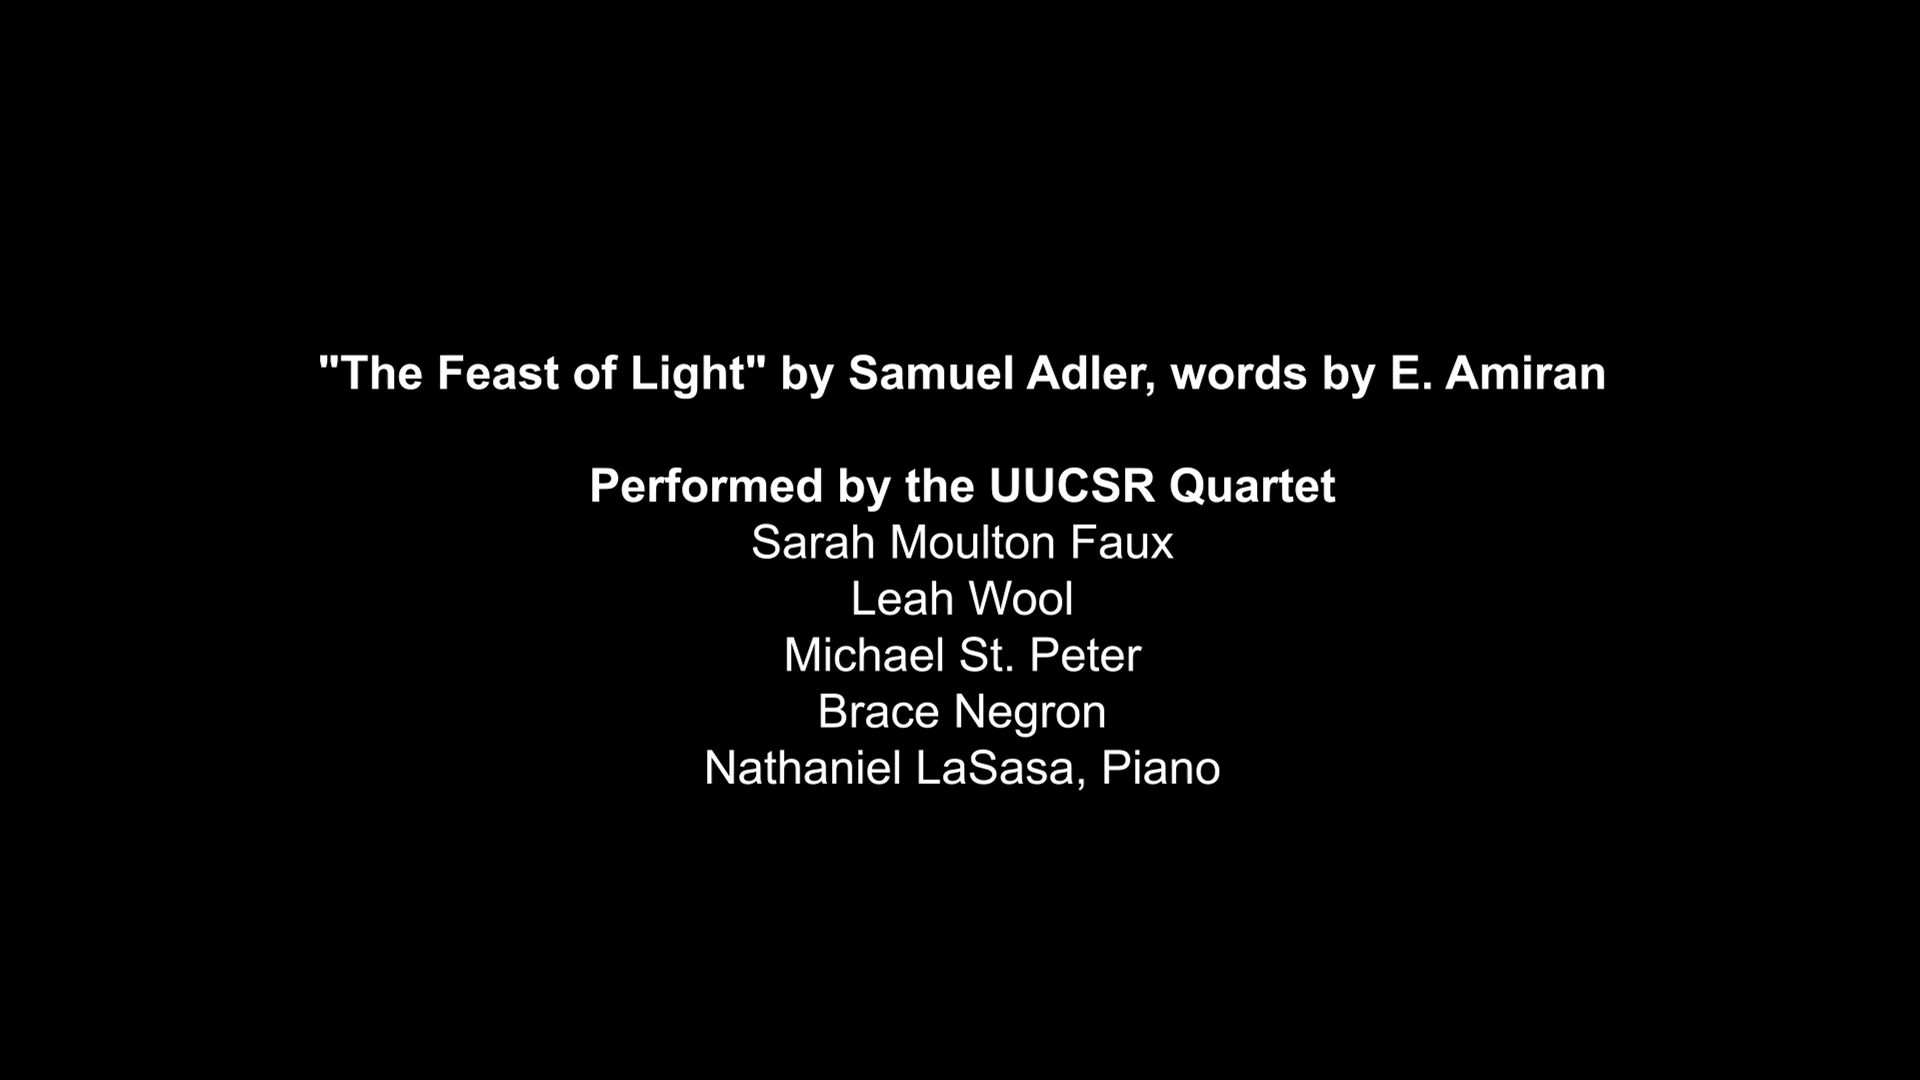 "The Feast of Light" by Samuel Adler, words by E. Amiran
Performed by the UUCSR Quartet
Sarah Moulton Faux
Leah Wool
Michael St. Peter
Brace Negron
Nathaniel LaSasa, Piano